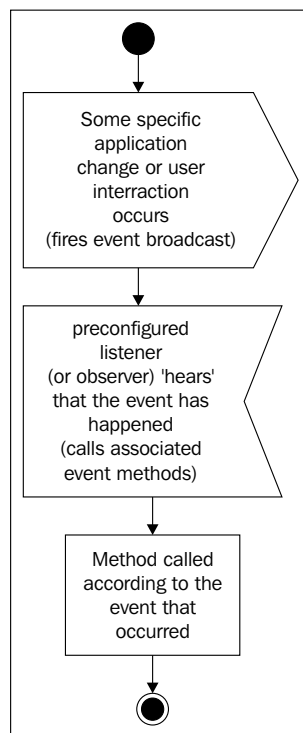 Some specific
application
change or user
interraction
occurs
(fires event broadcast)
preconfigured
listener
(or observer) 'hears'
that the event has
happened
(calls associated
event methods)
Method called
according to the
event that
occurred